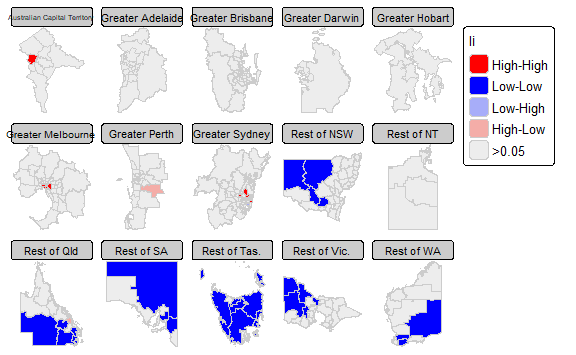 Australian Capital Territory
Greater Adelaide
Greater Brisbane
Greater Darwin
Greater Hobart
li
High-High
Low-Low
Low-High
High-Low
>0.05
Greater Melbourne
Greater Perth
Greater Sydney
Rest of NSW
Rest of NT
Rest of Qld
Rest of SA
Rest of Tas.
Rest of Vic.
Rest of WA